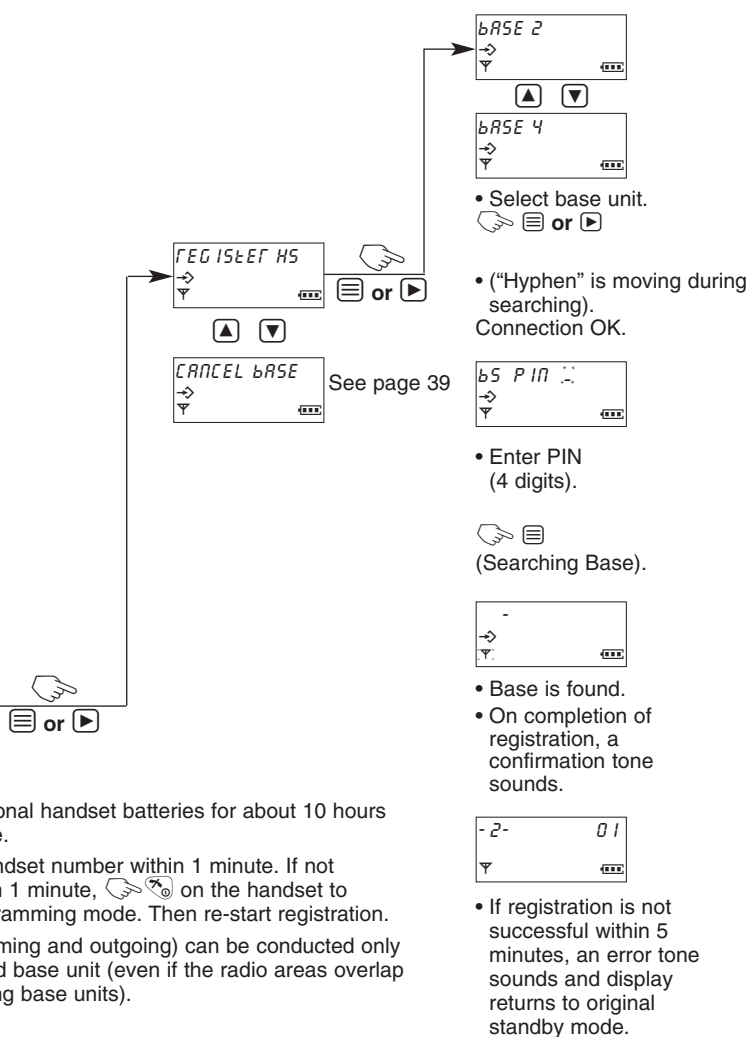 bASE 2
bASE 4
• Select base unit.
or
rEGIStEr HS
or
• ("Hyphen" is moving during
searching).
Connection OK.
CAnCEL bASE
See page 39
bS PIn _
• Enter PIN
(4 digits).
(Searching Base).
-
or
• Base is found.
• On completion of
registration, a
confirmation tone
sounds.
-2- 01
• If registration is not
successful within 5
minutes, an error tone
sounds and display
returns to original
standby mode.
onal handset batteries for about 10 hours
e.
ndset number within 1 minute. If not
n 1 minute, on the handset to
ramming mode. Then re-start registration.
ming and outgoing) can be conducted only
d base unit (even if the radio areas overlap
ng base units).